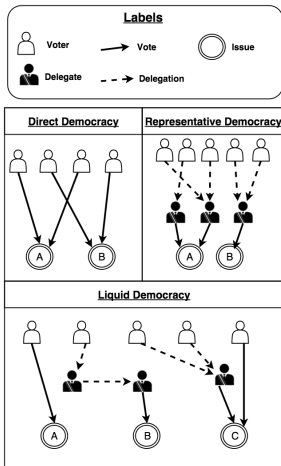 Labels
Voter
Vote
Issue
Delegate
Delegation
Direct Democracy
A
B
Representative Democracy
A
B
Liquid Democracy
A
B
C